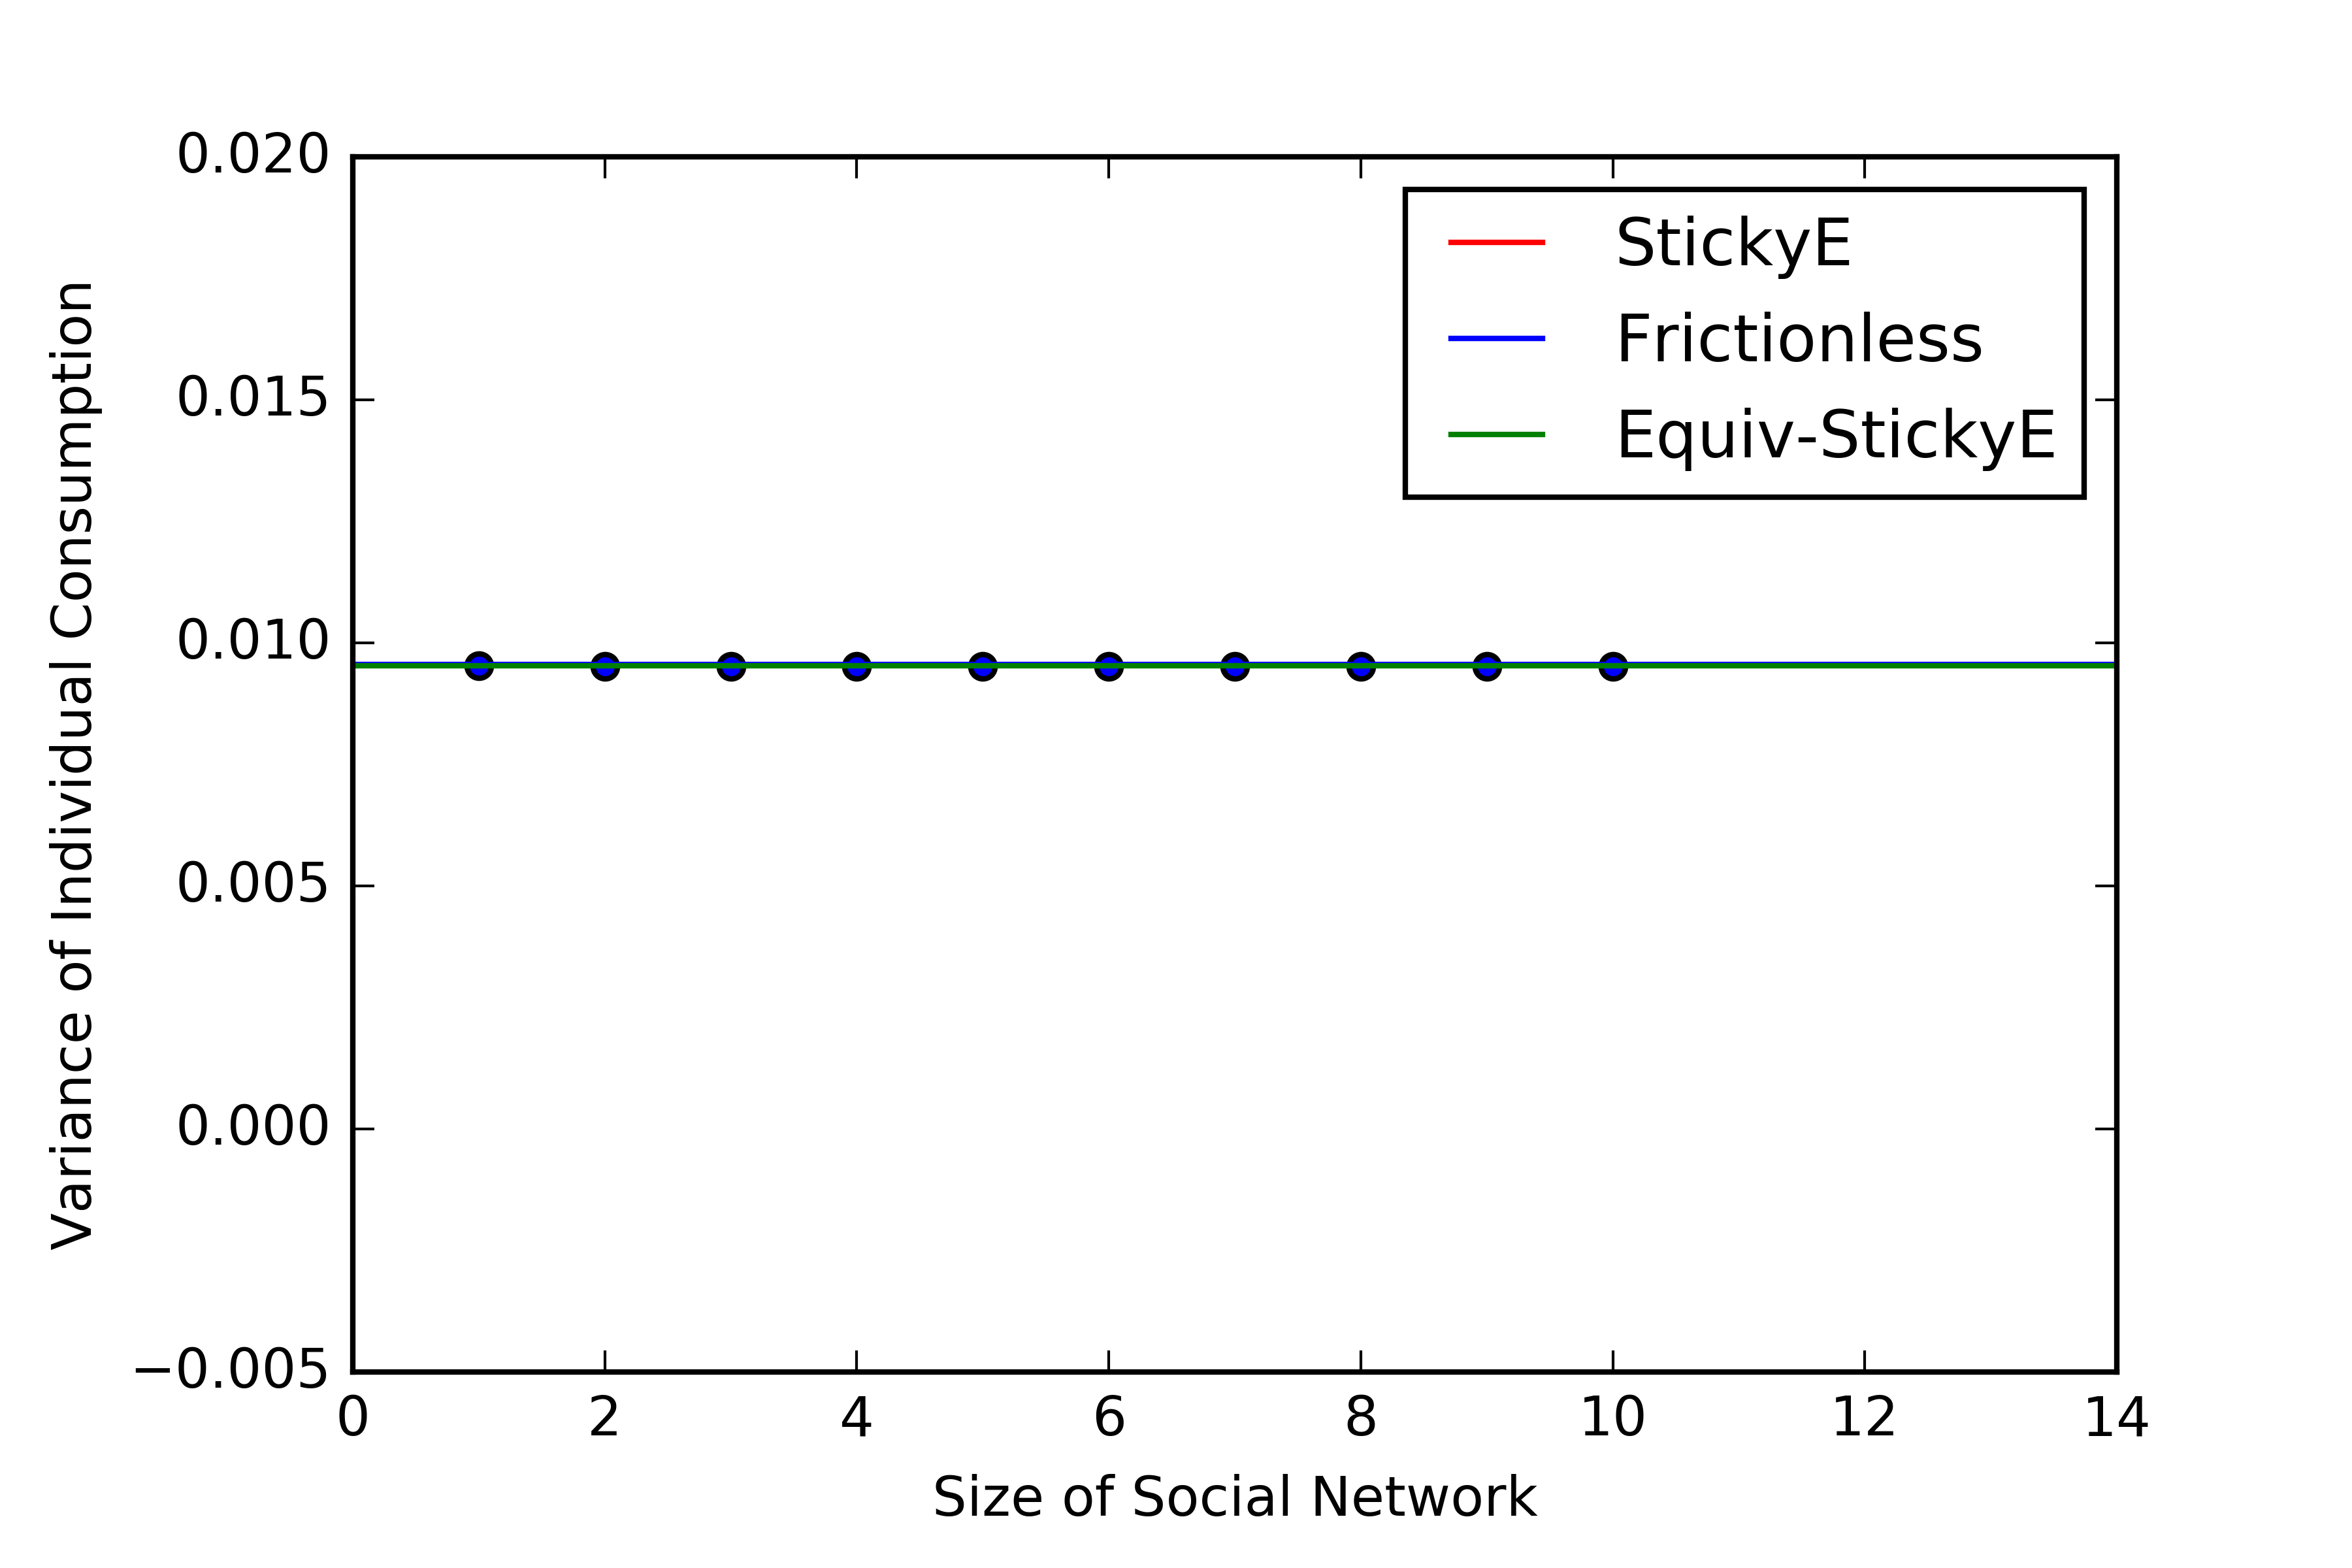 0.020
0.015
0.010
0.005
0.000
−0.005
0
2
4
6
8
10
12
14
Variance of Individual Consumption
Size of Social Network
StickyE
Frictionless
Equiv-StickyE